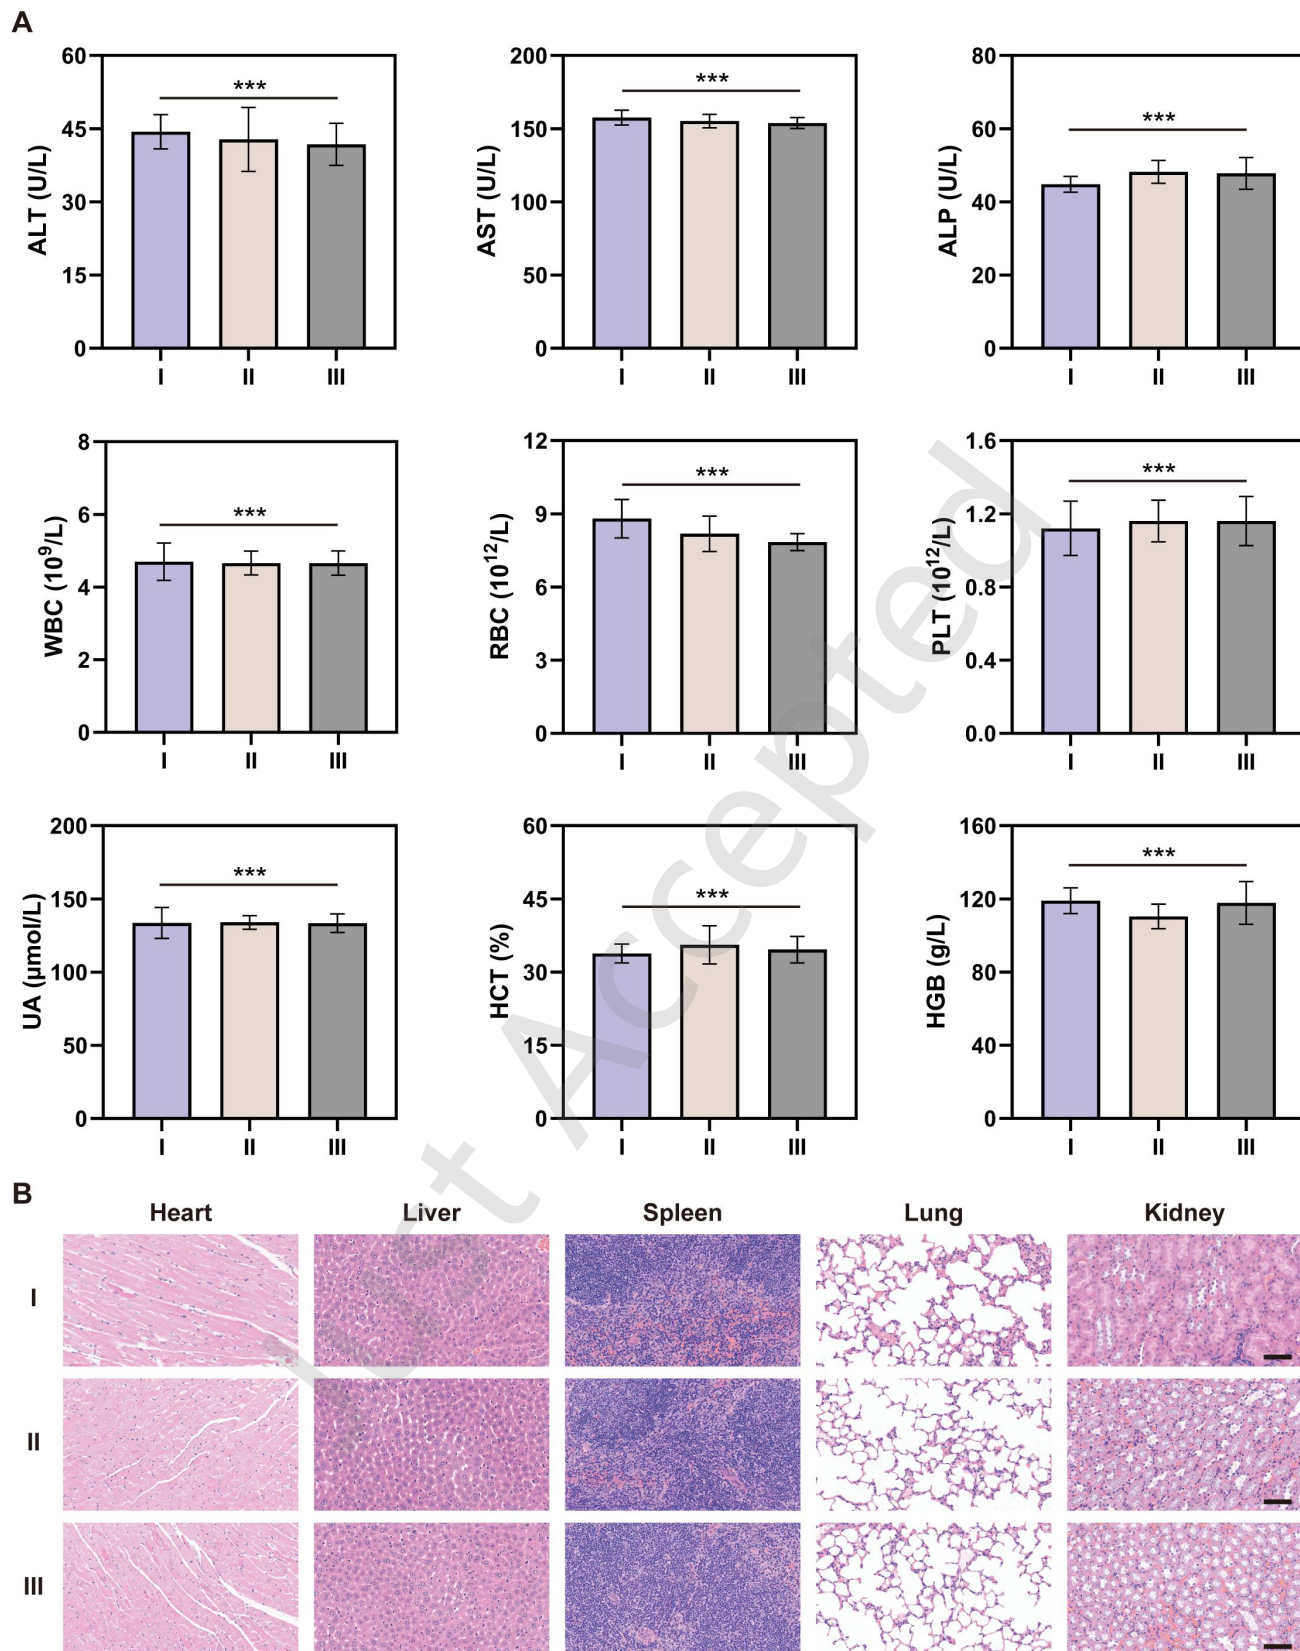 A
60
45
30
15
0
ALT (U/L)
***
I II III
200
150
100
50
0
AST (U/L)
***
I II III
80
60
40
20
0
ALP (U/L)
***
I II III
8
6
4
2
0
WBC (10⁹/L)
***
I II III
12
9
6
3
0
RBC (10¹²/L)
***
I II III
1.6
1.2
0.8
0.4
0.0
PLT (10¹²/L)
***
I II III
200
150
100
50
0
UA (μmol/L)
***
I II III
60
45
30
15
0
HCT (%)
***
I II III
160
120
80
40
0
HGB (g/L)
***
I II III
B
Heart Liver Spleen Lung Kidney
I
II
III
Just Accepted